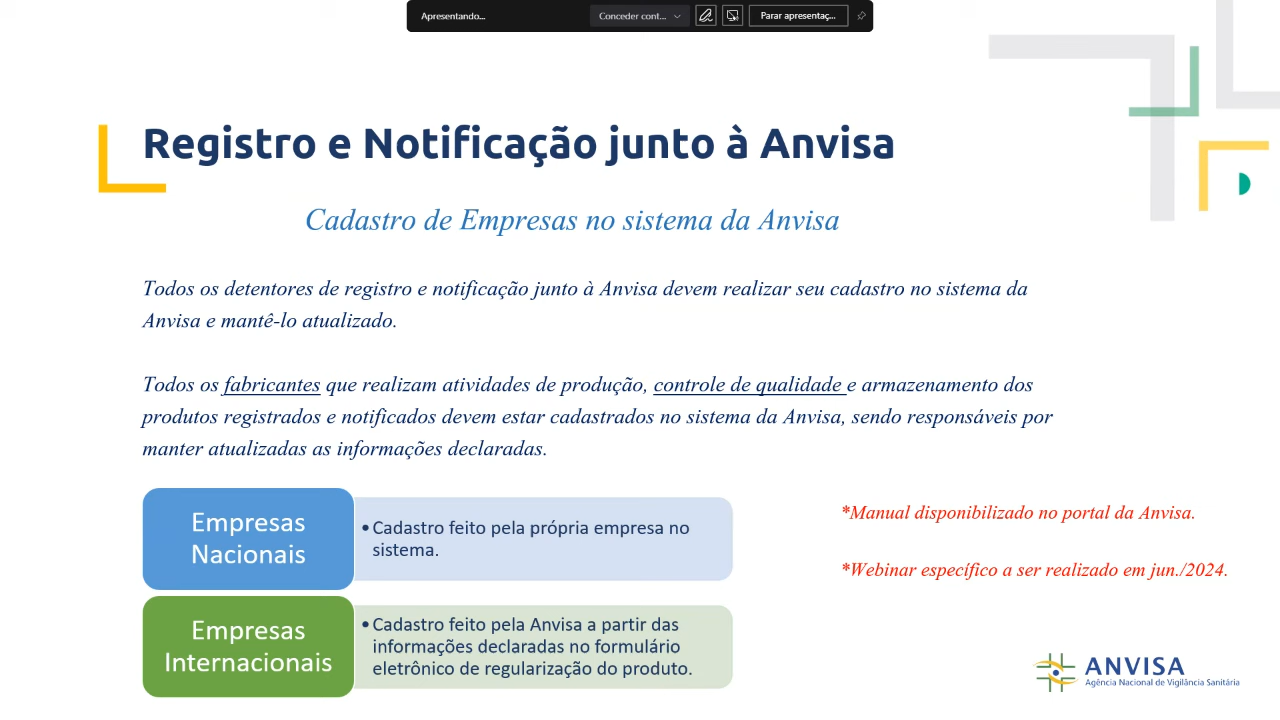 Apresentando...
Conceder cont...
Parar apresentaç...
Registro e Notificação junto à Anvisa
Cadastro de Empresas no sistema da Anvisa
Todos os detentores de registro e notificação junto à Anvisa devem realizar seu cadastro no sistema da
Anvisa e mantê-lo atualizado.
Todos os fabricantes que realizam atividades de produção, controle de qualidade e armazenamento dos
produtos registrados e notificados devem estar cadastrados no sistema da Anvisa, sendo responsáveis por
manter atualizadas as informações declaradas.
Empresas
Nacionais
•Cadastro feito pela própria empresa no
sistema.
Empresas
Internacionais
•Cadastro feito pela Anvisa a partir das
informações declaradas no formulário
eletrônico de regularização do produto.
*Manual disponibilizado no portal da Anvisa.
*Webinar específico a ser realizado em jun./2024.
ANVISA
Agência Nacional de Vigilância Sanitária